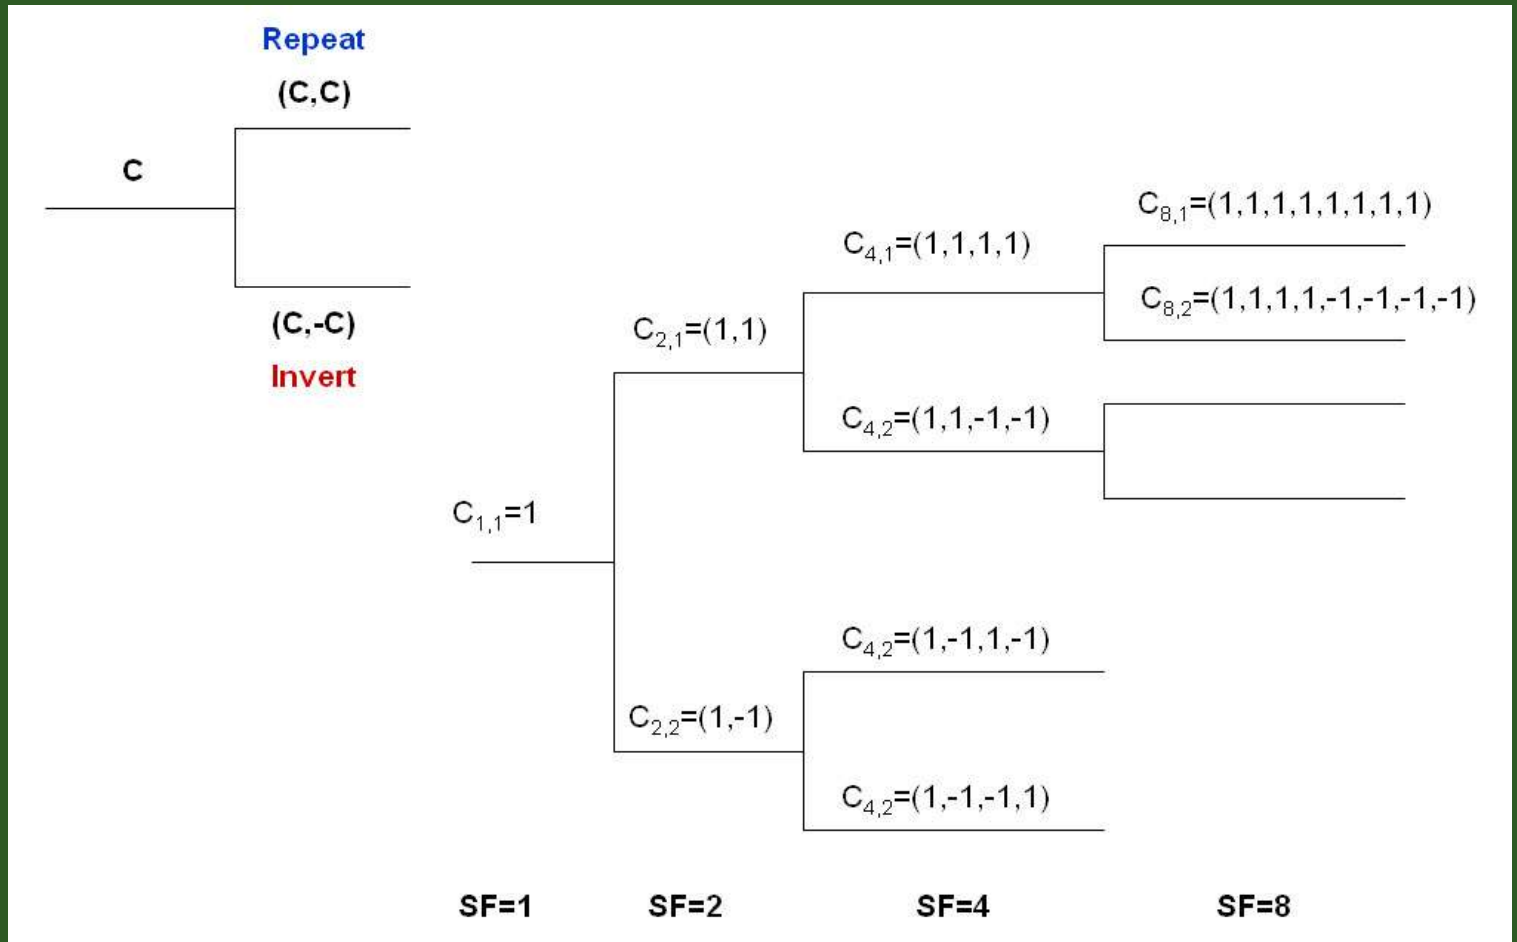 Repeat
(C,C)
C
(C,-C)
Invert
C1,1=1
C2,1=(1,1)
C2,2=(1,-1)
C4,1=(1,1,1,1)
C4,2=(1,1,-1,-1)
C4,2=(1,-1,1,-1)
C4,2=(1,-1,-1,1)
C8,1=(1,1,1,1,1,1,1,1)
C8,2=(1,1,1,1,-1,-1,-1,-1)
SF=1 SF=2 SF=4 SF=8